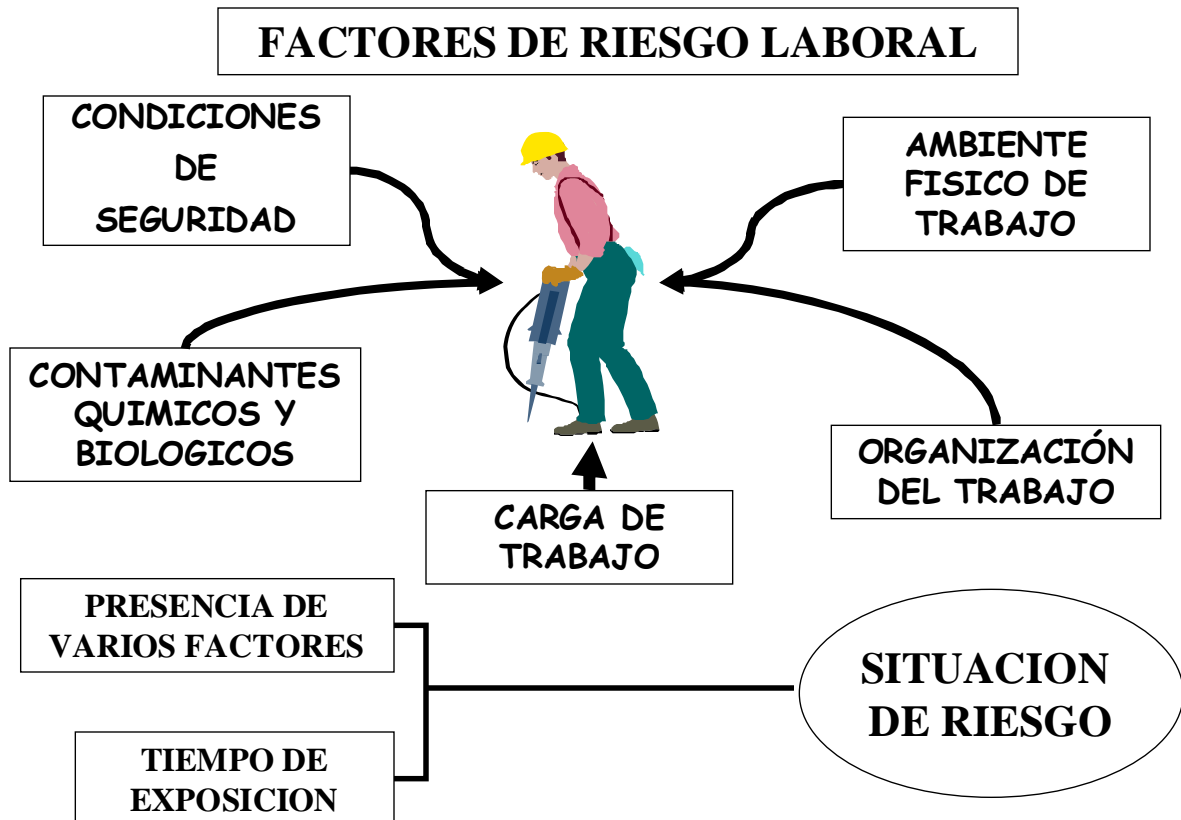 FACTORES DE RIESGO LABORAL
CONDICIONES
DE
SEGURIDAD
AMBIENTE
FISICO DE
TRABAJO
CONTAMINANTES
QUIMICOS Y
BIOLOGICOS
ORGANIZACIÓN
DEL TRABAJO
CARGA DE
TRABAJO
PRESENCIA DE
VARIOS FACTORES
SITUACION
DE RIESGO
TIEMPO DE
EXPOSICION